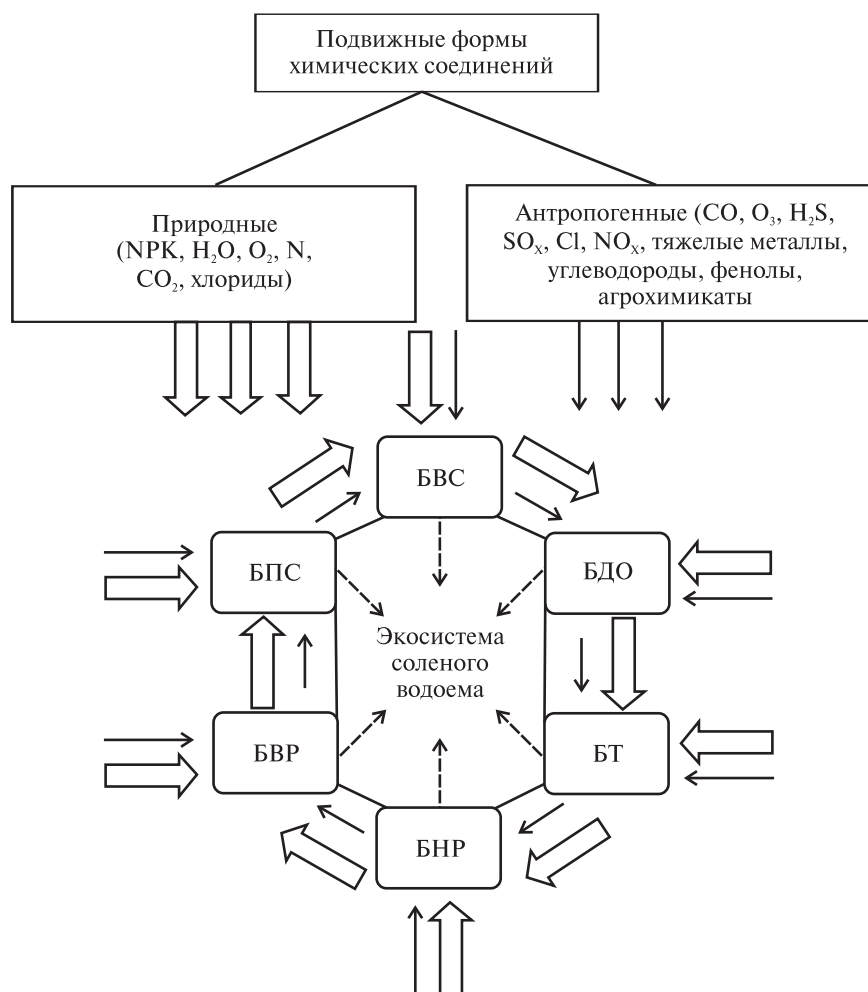 Подвижные формы
химических соединений
Природные
(NPK, H₂O, O₂, N,
CO₂, хлориды)
Антропогенные (CO, O₃, H₂S,
SOₓ, Cl, NOₓ, тяжелые металлы,
углеводороды, фенолы,
агрохимикаты
БВС
БПС
БДО
Экосистема
соленого
водоема
БВР
БТ
БНР